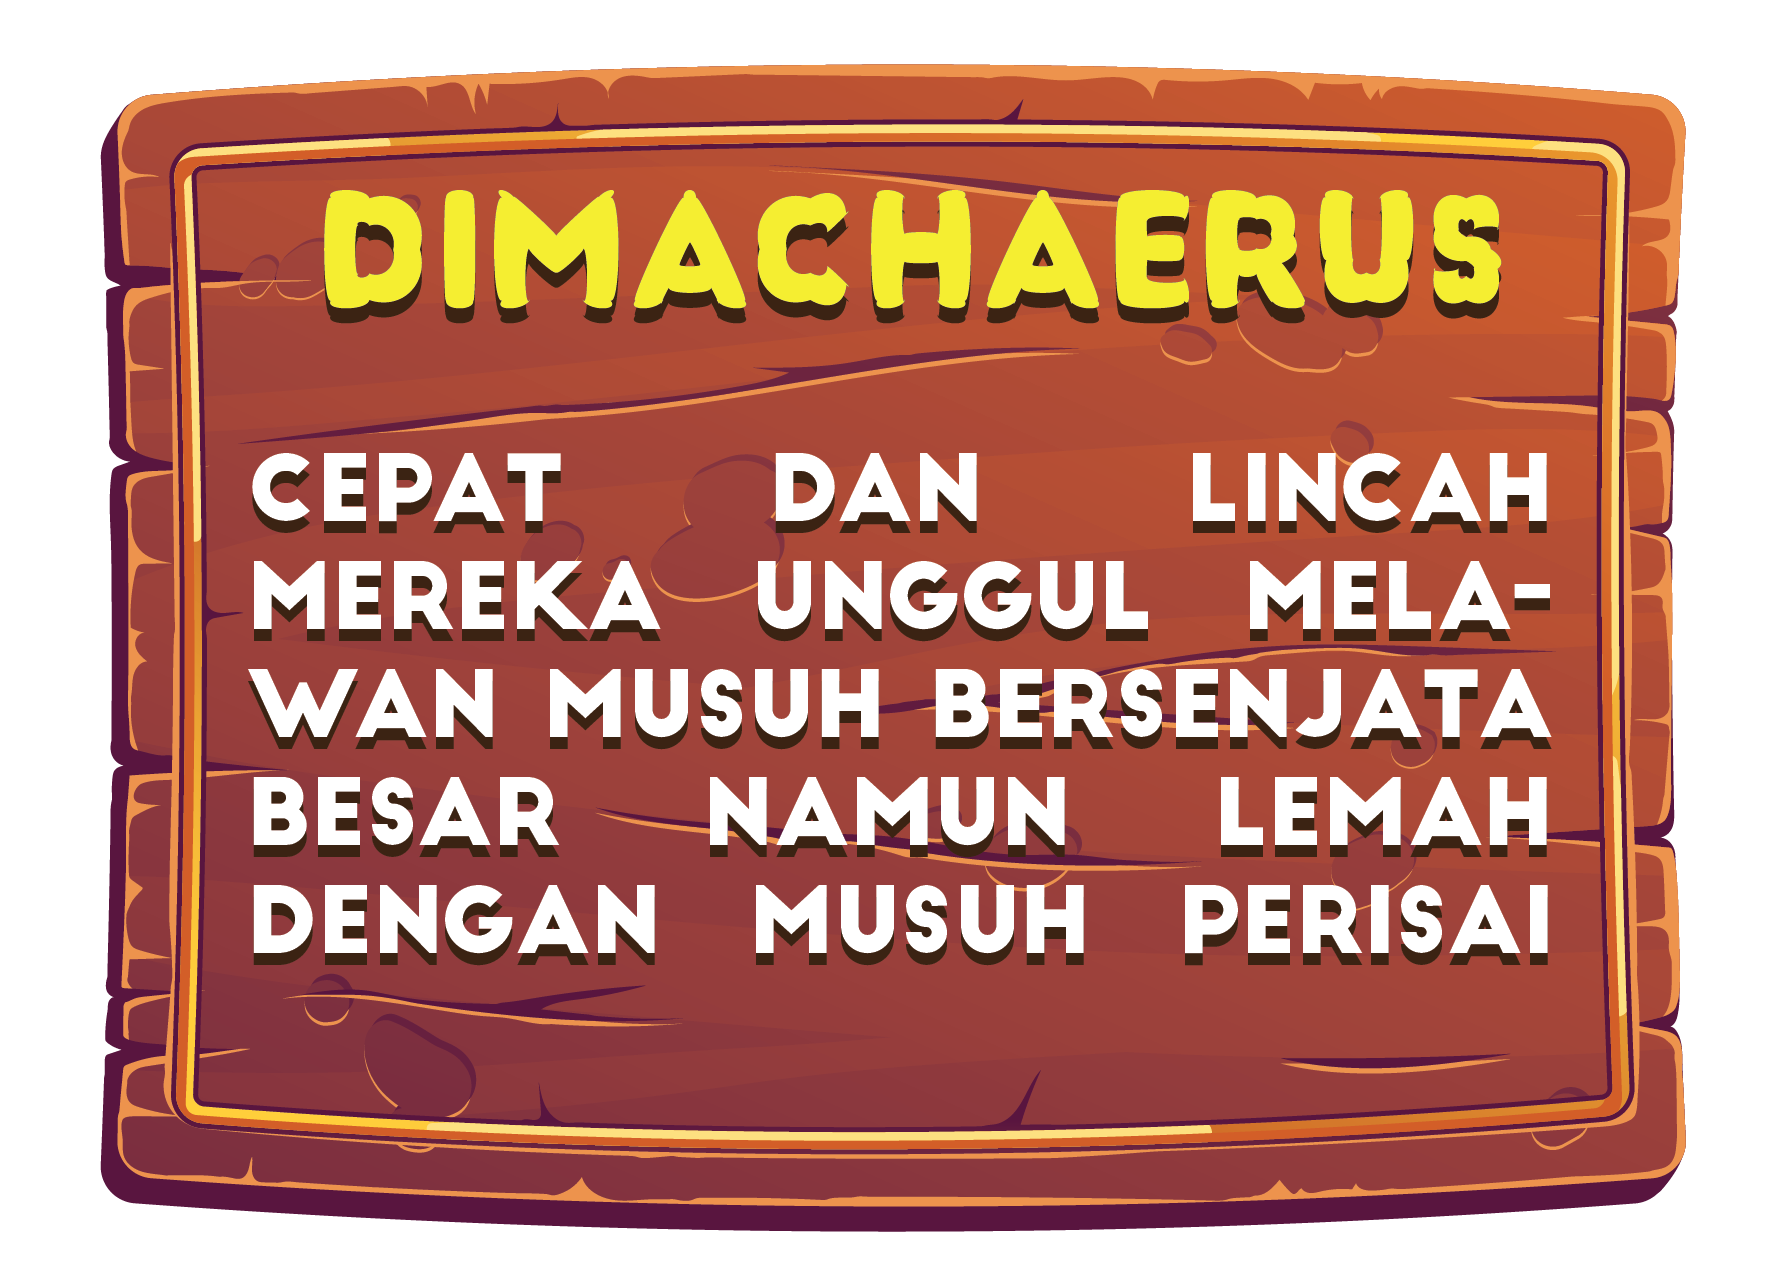 DIMACHAERUS
CEPAT DAN LINCAH
MEREKA UNGGUL MELA-
WAN MUSUH BERSENJATA
BESAR NAMUN LEMAH
DENGAN MUSUH PERISAI